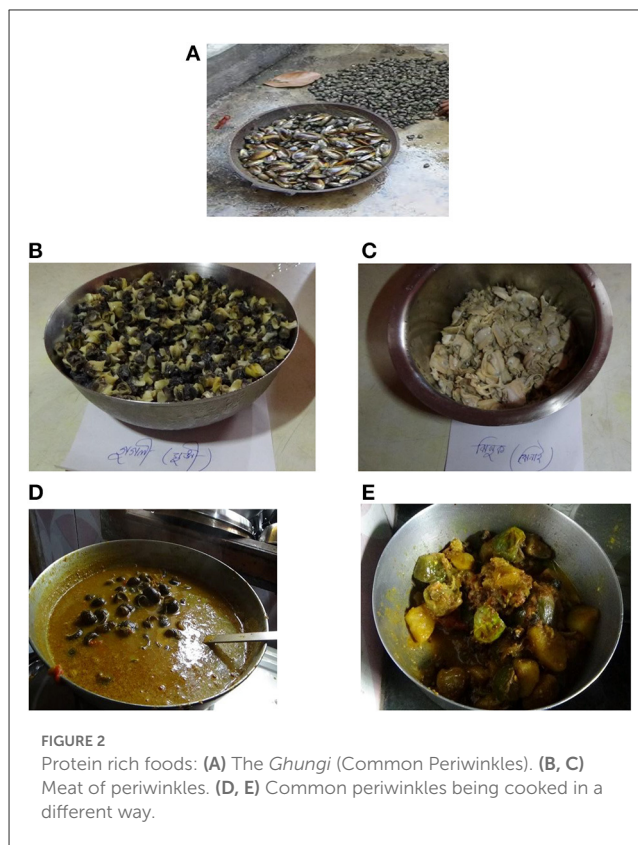 A
B
C
গুগলী
ঝিনুক
D
E
FIGURE 2
Protein rich foods: (A) The Ghungi (Common Periwinkles). (B, C)
Meat of periwinkles. (D, E) Common periwinkles being cooked in a
different way.